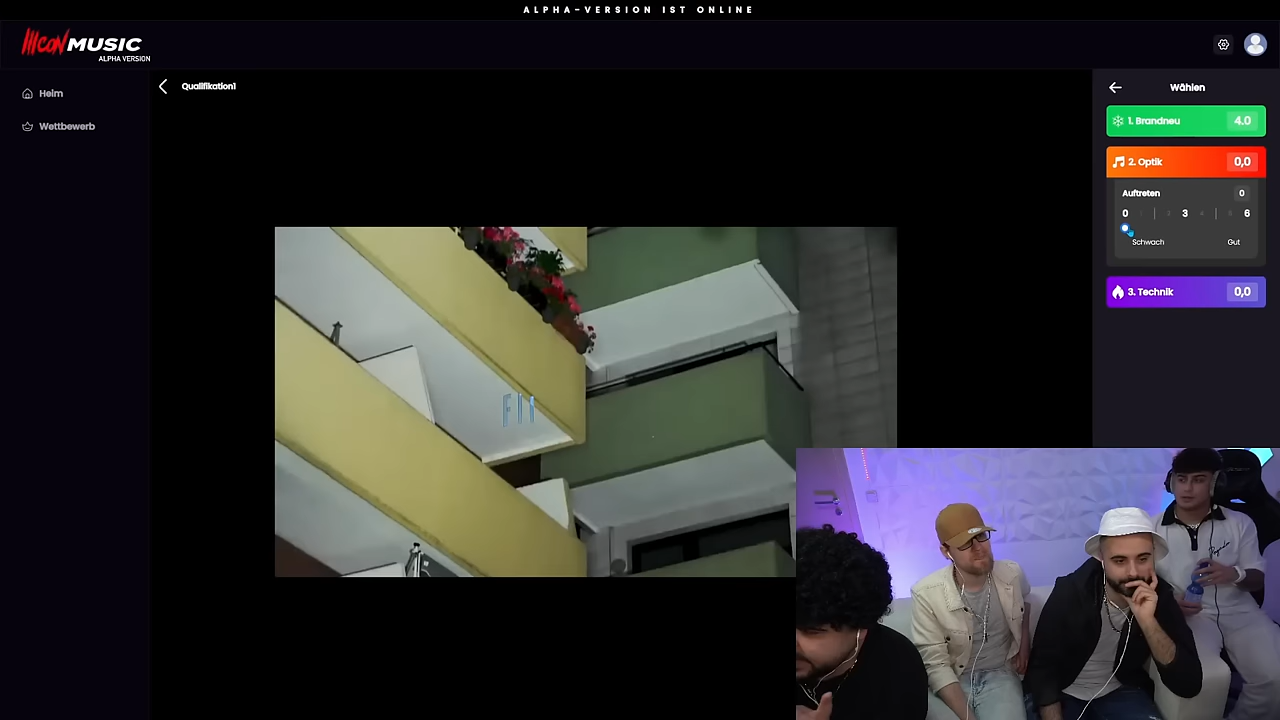 ALPHA-VERSION IST ONLINE
MUSIC
ALPHA VERSION
Heim
Wettbewerb
Qualifikation1
Wählen
1. Brandneu 4.0
2. Optik 0,0
Auftreten 0
0 3 6
Schwach Gut
3. Technik 0,0